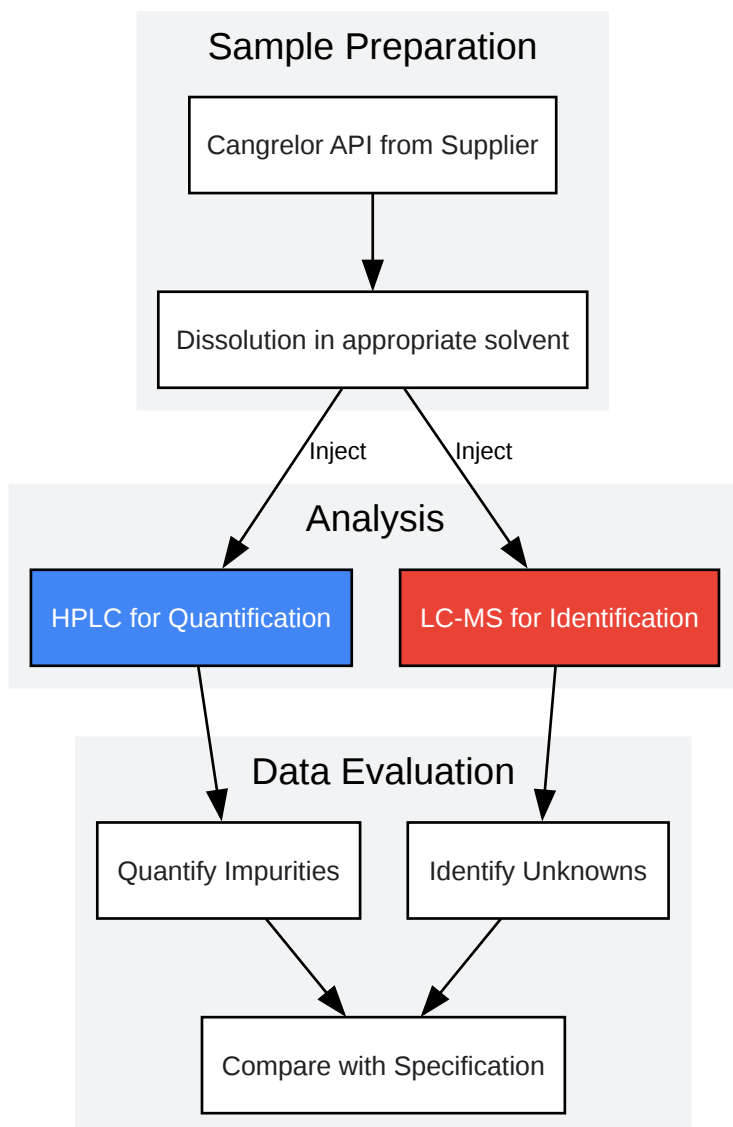 Sample Preparation
Cangrelor API from Supplier
Dissolution in appropriate solvent
Inject
Inject
Analysis
HPLC for Quantification
LC-MS for Identification
Data Evaluation
Quantify Impurities
Identify Unknowns
Compare with Specification